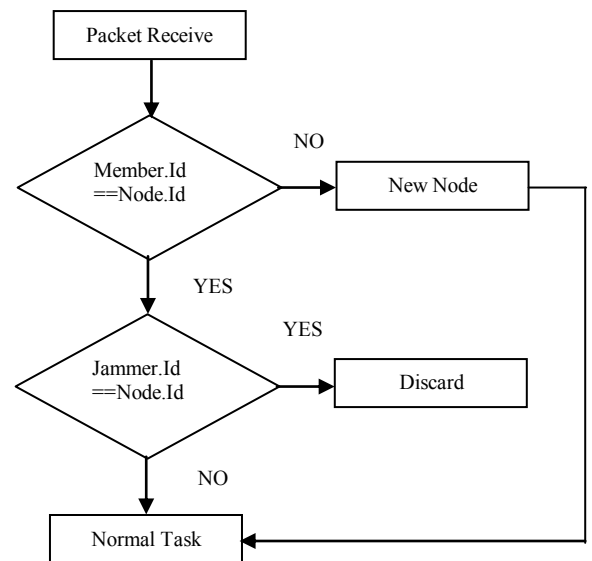 Packet Receive
NO
Member.Id
==Node.Id
New Node
YES
YES
Jammer.Id
==Node.Id
Discard
NO
Normal Task